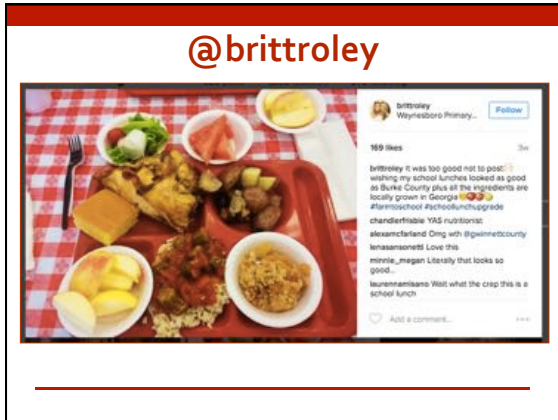 @brittroley
brittroley
Waynesboro Primary...
Follow
169 likes
3w
brittroley It was too good not to post
wishing my school lunches looked as good
as Burke County plus all the ingredients are
locally grown in Georgia
#farmtoschool #schoollunchupgrade
chandlerfrisbie YAS nutritionist
alexamcfarland Omg wth @gwinnettcounty
lenasansonetti Love this
minnie_megan Literally that looks so
good...
laurennamisano Wait what the crap this is a
school lunch
Add a comment...